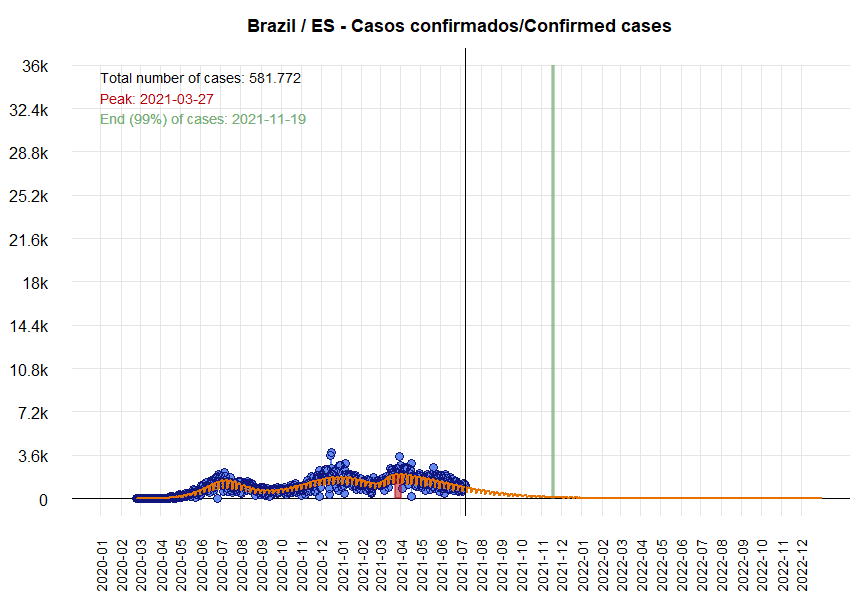 Brazil / ES - Casos confirmados/Confirmed cases
36k
32.4k
28.8k
25.2k
21.6k
18k
14.4k
10.8k
7.2k
3.6k
0
Total number of cases: 581.772
Peak: 2021-03-27
End (99%) of cases: 2021-11-19
2020-01
2020-02
2020-03
2020-04
2020-05
2020-06
2020-07
2020-08
2020-09
2020-10
2020-11
2020-12
2021-01
2021-02
2021-03
2021-04
2021-05
2021-06
2021-07
2021-08
2021-09
2021-10
2021-11
2021-12
2022-01
2022-02
2022-03
2022-04
2022-05
2022-06
2022-07
2022-08
2022-09
2022-10
2022-11
2022-12